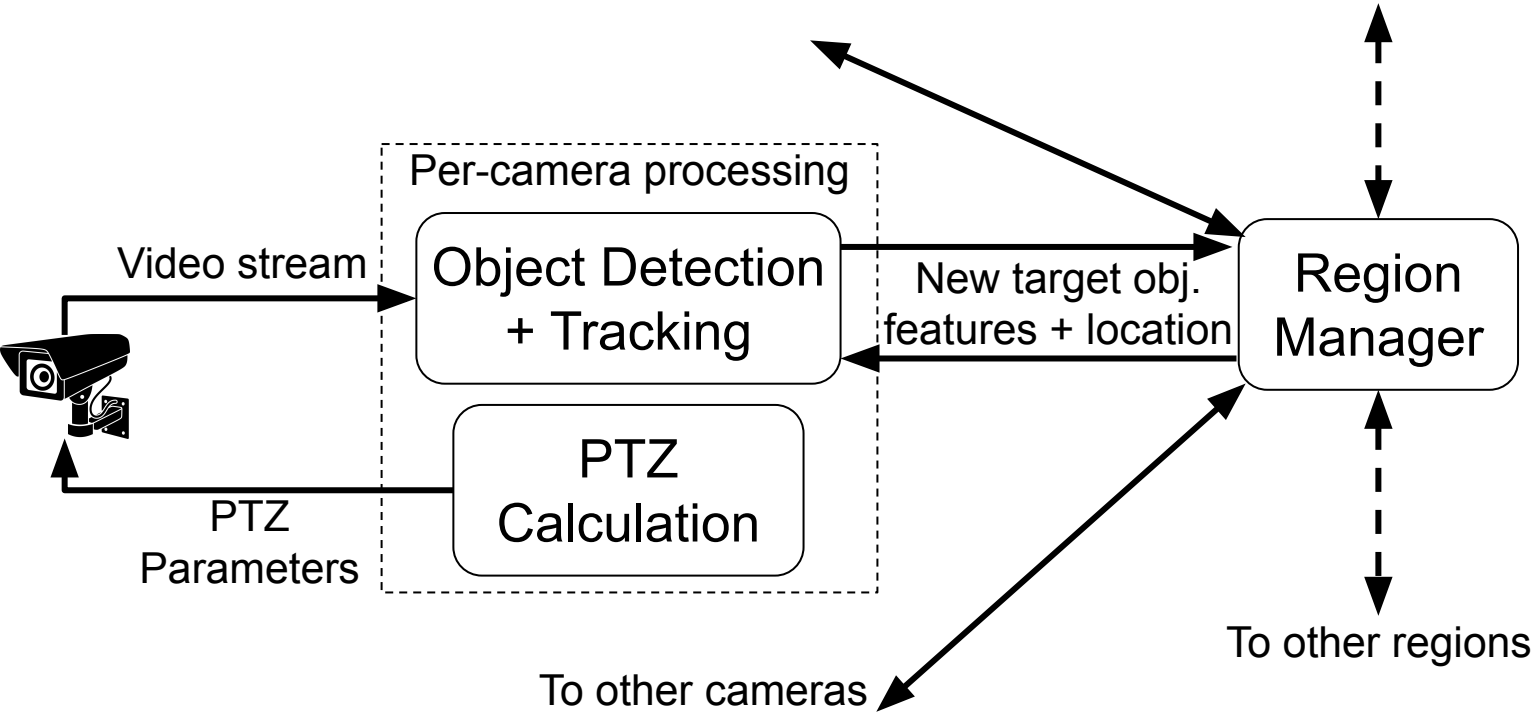 Per-camera processing
Video stream
Object Detection
+ Tracking
New target obj.
features + location
Region
Manager
PTZ
Calculation
PTZ
Parameters
To other regions
To other cameras